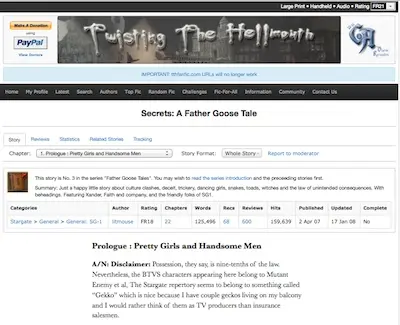 Large Print • Handheld • Audio • Rating FR21
Make A Donation
using
PayPal
Twisting The Hellmouth
IMPORTANT: tthfanfic.com URLs will no longer work
Home My Profile Latest Search Authors Top Fic Random Fic Challenges Fic-For-All Information Community Contact Us
Secrets: A Father Goose Tale
Story Reviews Statistics Related Stories Tracking
Chapter: 1. Prologue : Pretty Girls and Handsome Men Story Format: Whole Story Report to moderator
This story is No. 3 in the series "Father Goose Tales". You may wish to read the series introduction and the preceeding stories first.
Summary: Just a happy little story about culture clashes, deceit, trickery, dancing girls, snakes, toads, witches and the law of unintended consequences. With
beheadings. Featuring Xander, Faith and company, and the friendly folks of SG1.
Categories Author Rating Chapters Words Recs Reviews Hits Published Updated Complete
Stargate > General > General: SG-1 litmouse FR18 22 125,496 68 600 159,639 2 Apr 07 17 Jan 08 No
Prologue : Pretty Girls and Handsome Men
A/N: Disclaimer: Possession, they say, is nine-tenths of the law.
Nevertheless, the BTVS characters appearing here belong to Mutant
Enemy et al, The Stargate repertory seems to belong to something called
“Gekko” which is nice because I have couple geckos living on my balcony
and I would rather think of them as TV producers than insurance
salesmen.